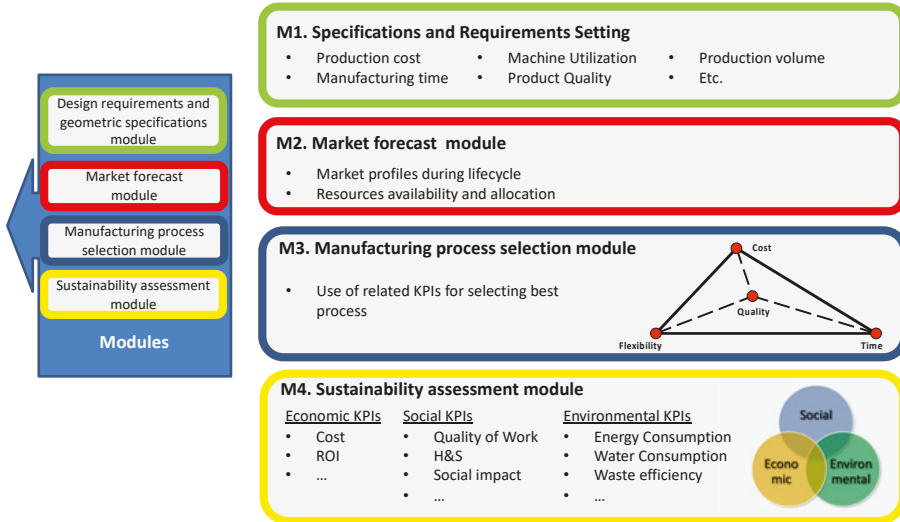 Design requirements and
geometric specifications
module
Market forecast
module
Manufacturing process
selection module
Sustainability assessment
module
Modules
M1. Specifications and Requirements Setting
• Production cost
• Manufacturing time
• Machine Utilization
• Product Quality
• Production volume
• Etc.
M2. Market forecast module
• Market profiles during lifecycle
• Resources availability and allocation
M3. Manufacturing process selection module
• Use of related KPIs for selecting best
process
Cost
Quality
Flexibility
Time
M4. Sustainability assessment module
Economic KPIs
• Cost
• ROI
• ...
Social KPIs
• Quality of Work
• H&S
• Social impact
• ...
Environmental KPIs
• Energy Consumption
• Water Consumption
• Waste efficiency
• ...
Social
Econo
mic
Environ
mental